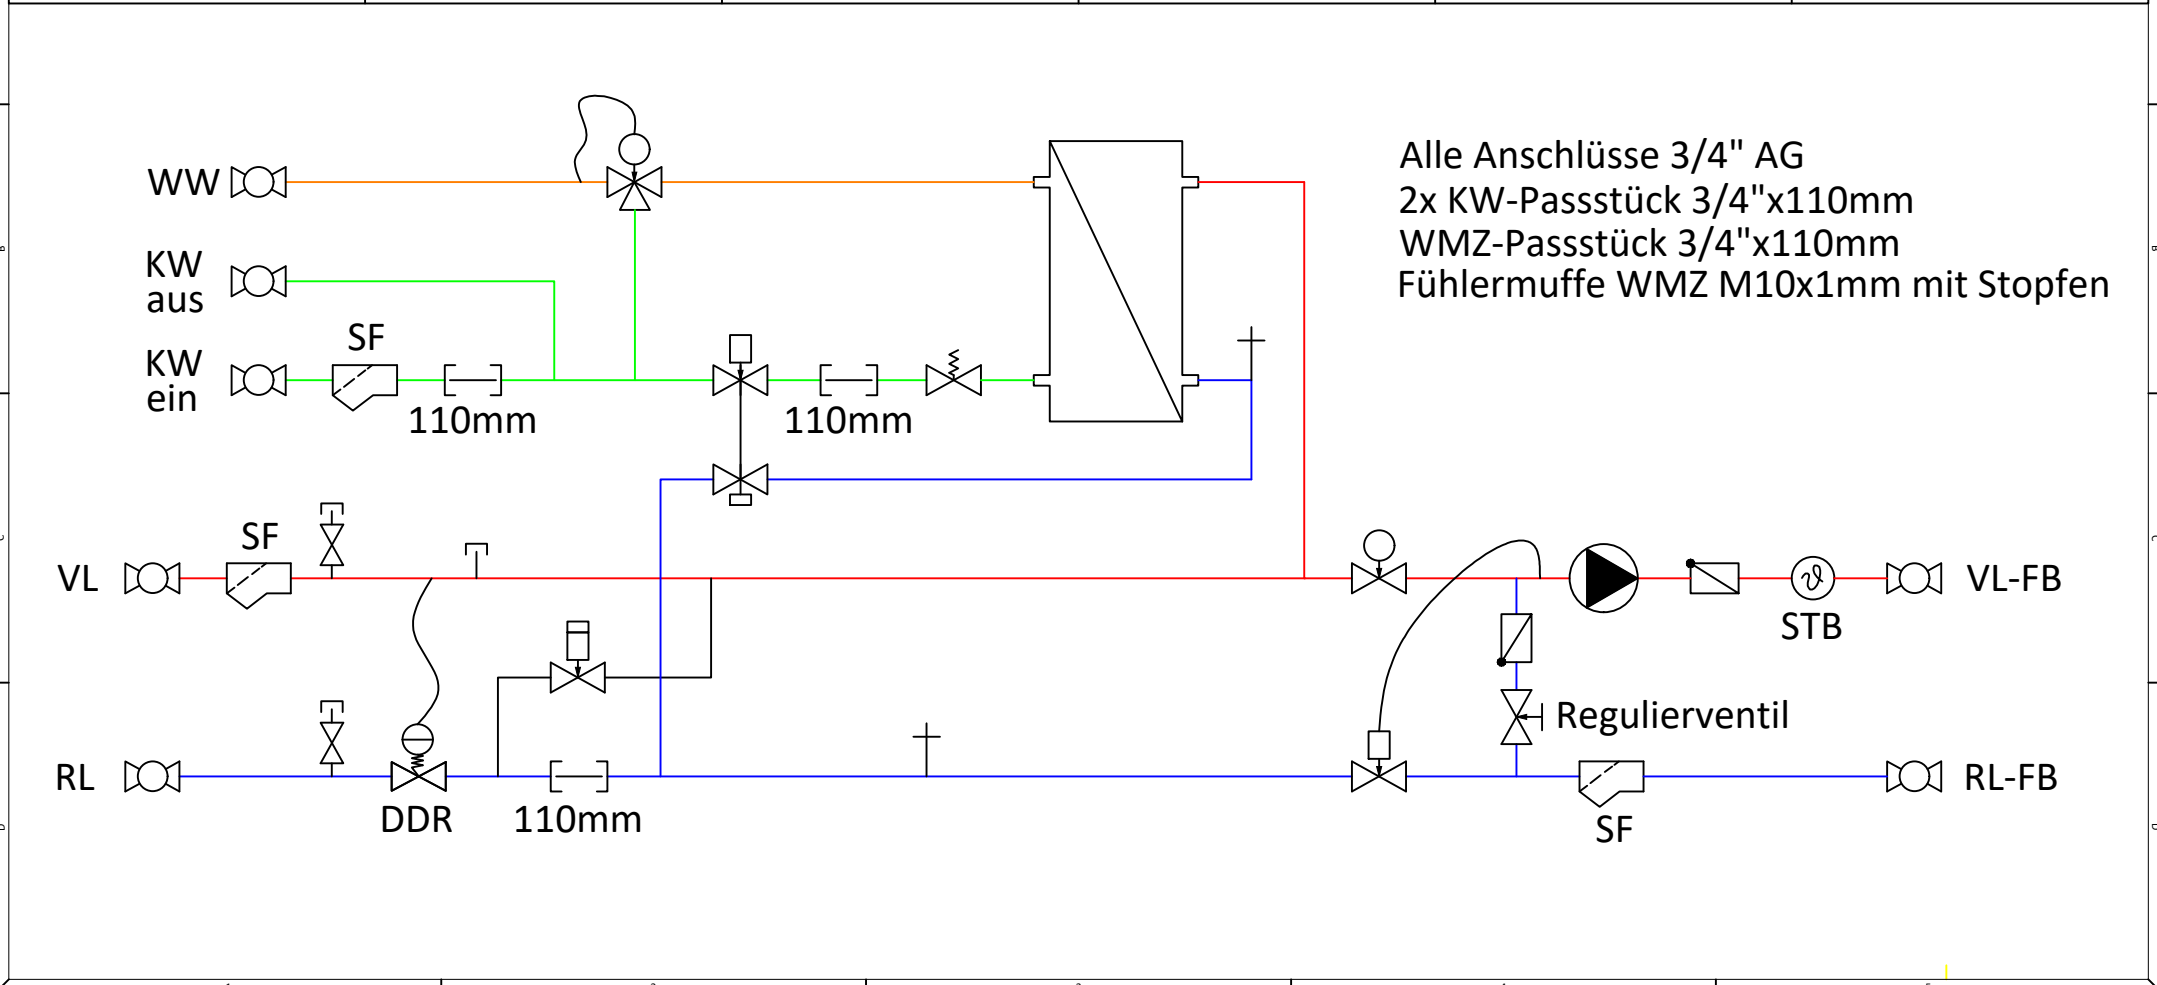 WW
Alle Anschlüsse 3/4" AG
2x KW-Passstück 3/4"x110mm
WMZ-Passstück 3/4"x110mm
Fühlermuffe WMZ M10x1mm mit Stopfen
KW
aus
KW
ein
SF
110mm
110mm
SF
VL
VL-FB
STB
Regulierventil
RL
RL-FB
DDR
110mm
SF